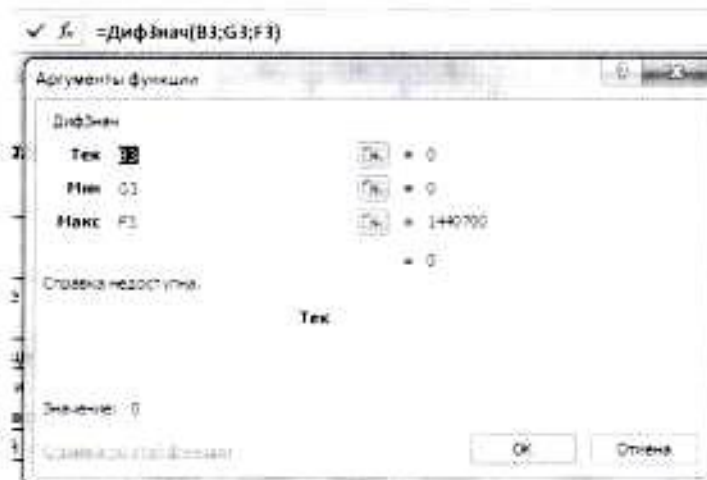 =ДифЗнач(B3;G3;F3)
Аргументы функции
ДифЗнач
Тек B3 = 0
Мин G3 = 0
Макс F3 = 1440700
= 0
Справка недоступна.
Тек
Значение: 0
ОК Отмена